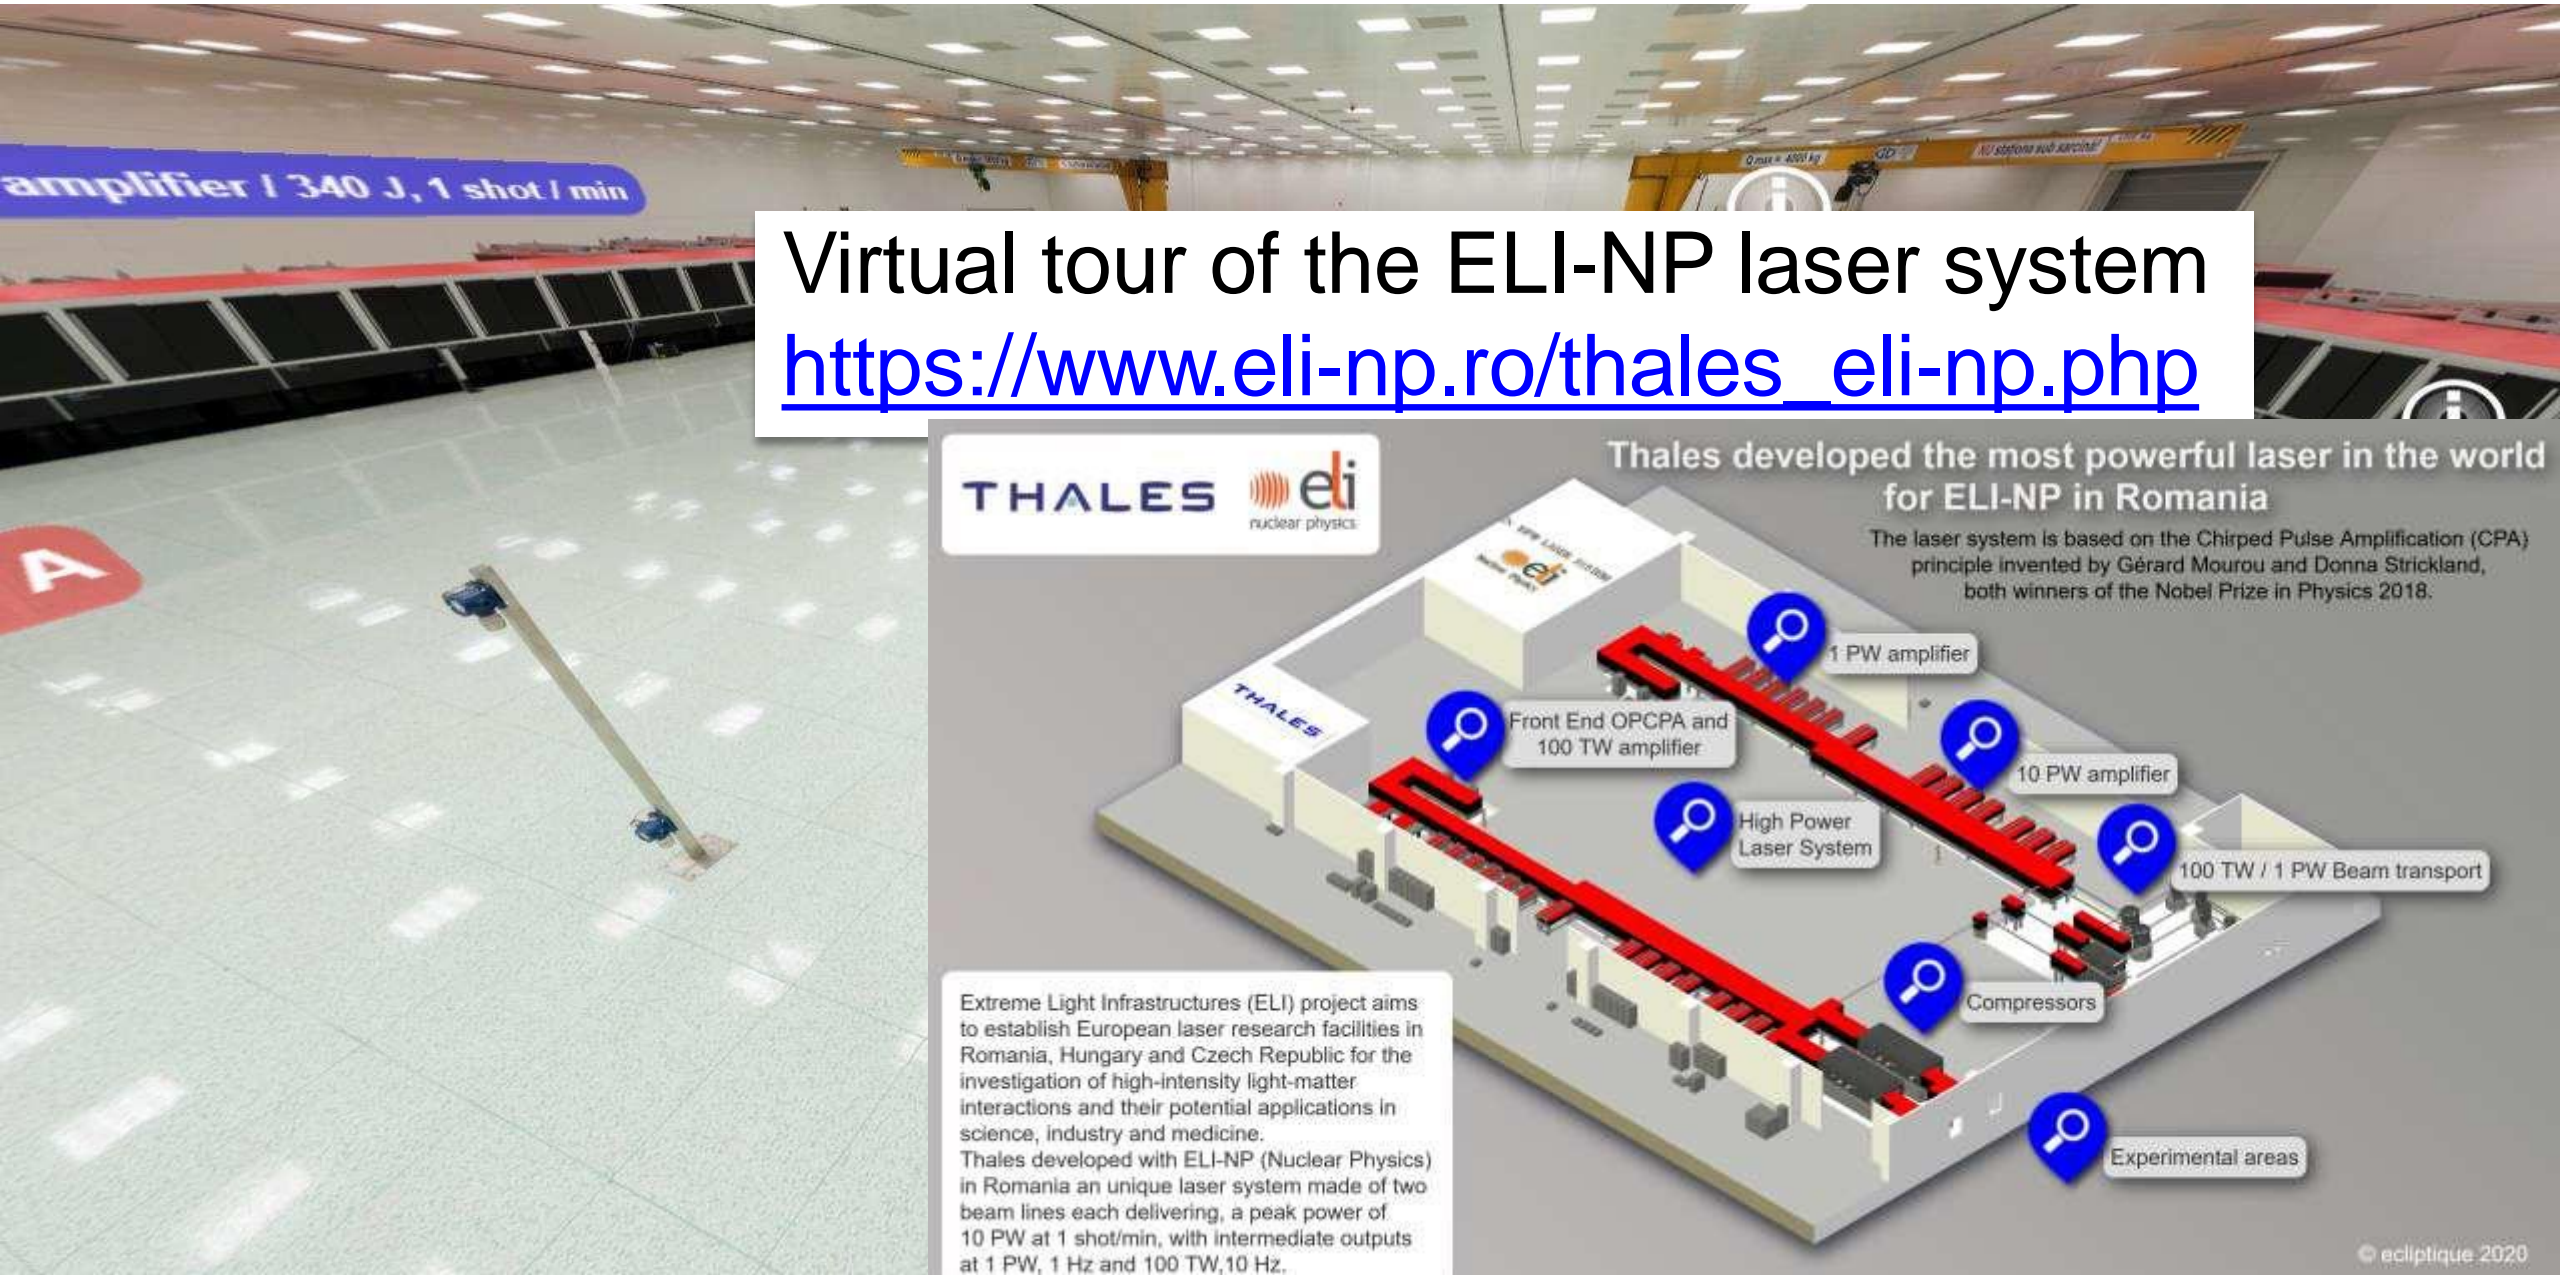 amplifier / 340 J, 1 shot / min
Q max = 4000 kg
GD
NU stationa sub sarcina!
Virtual tour of the ELI-NP laser system
https://www.eli-np.ro/thales_eli-np.php
A
THALES
eli
nuclear physics
Thales developed the most powerful laser in the world
for ELI-NP in Romania
The laser system is based on the Chirped Pulse Amplification (CPA)
principle invented by Gérard Mourou and Donna Strickland,
both winners of the Nobel Prize in Physics 2018.
eli
THALES
1 PW amplifier
Front End OPCPA and
100 TW amplifier
10 PW amplifier
High Power
Laser System
100 TW / 1 PW Beam transport
Compressors
Experimental areas
Extreme Light Infrastructures (ELI) project aims
to establish European laser research facilities in
Romania, Hungary and Czech Republic for the
investigation of high-intensity light-matter
interactions and their potential applications in
science, industry and medicine.
Thales developed with ELI-NP (Nuclear Physics)
in Romania an unique laser system made of two
beam lines each delivering, a peak power of
10 PW at 1 shot/min, with intermediate outputs
at 1 PW, 1 Hz and 100 TW,10 Hz.
© ecliptique 2020